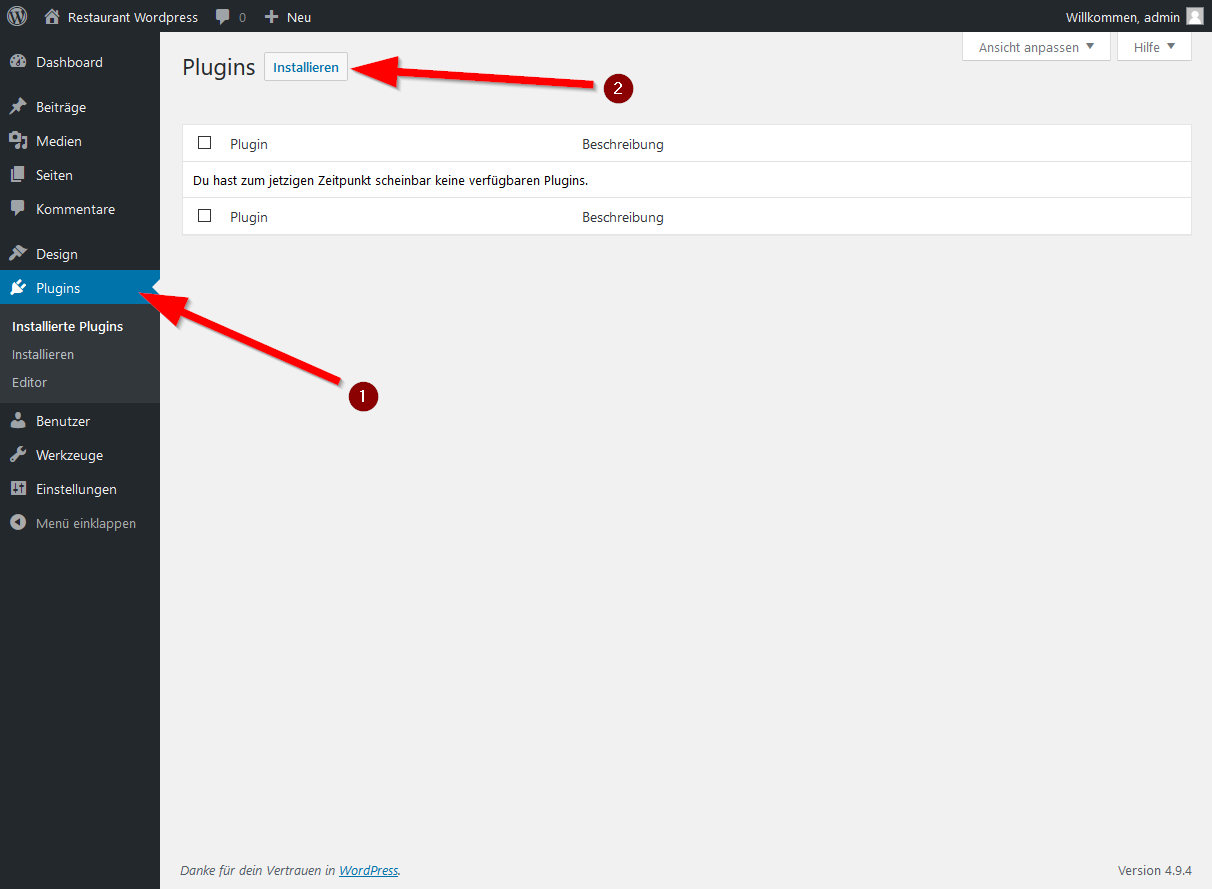 Restaurant Wordpress 0 Neu Willkommen, admin
Ansicht anpassen Hilfe
Dashboard
Beiträge
Medien
Seiten
Kommentare
Design
Plugins
Installierte Plugins
Installieren
Editor
Benutzer
Werkzeuge
Einstellungen
Menü einklappen
Plugins Installieren
2
Plugin Beschreibung
Du hast zum jetzigen Zeitpunkt scheinbar keine verfügbaren Plugins.
Plugin Beschreibung
1
Danke für dein Vertrauen in WordPress. Version 4.9.4